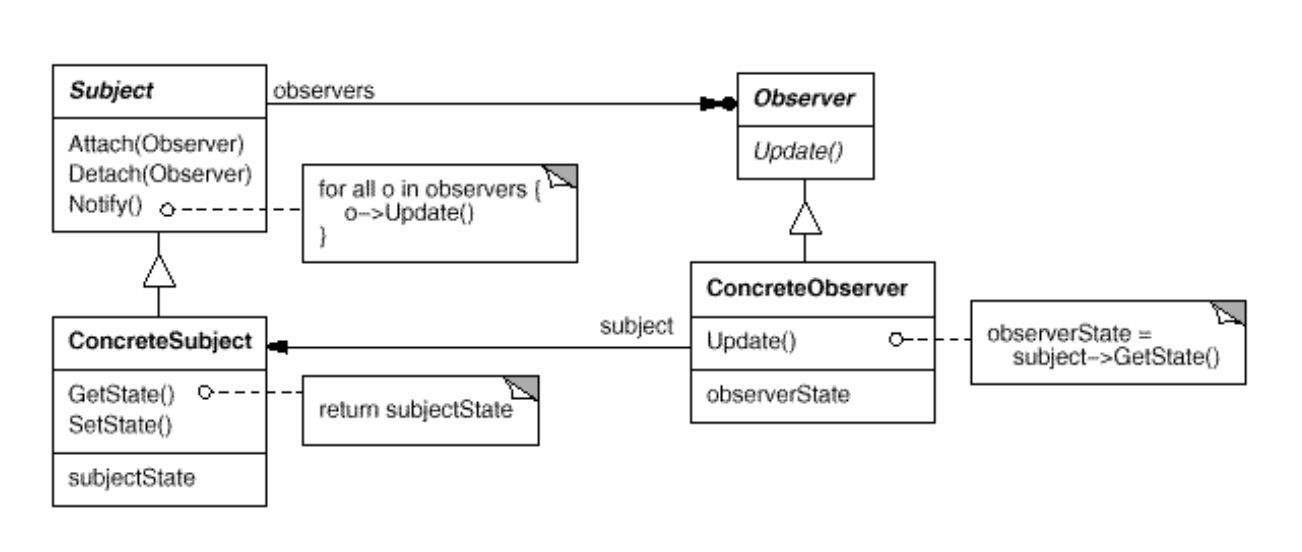 Subject
observers
Attach(Observer)
Detach(Observer)
Notify()
for all o in observers {
o–>Update()
}
Observer
Update()
ConcreteSubject
GetState()
SetState()
subjectState
return subjectState
subject
ConcreteObserver
Update()
observerState
observerState =
subject–>GetState()